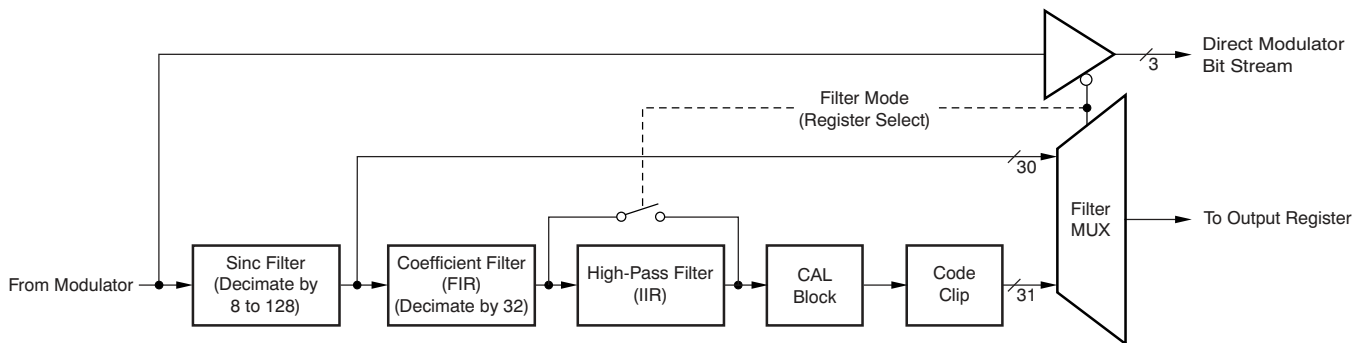 Direct Modulator
Bit Stream
3
Filter Mode
(Register Select)
30
Filter
MUX
To Output Register
From Modulator
Sinc Filter
(Decimate by
8 to 128)
Coefficient Filter
(FIR)
(Decimate by 32)
High-Pass Filter
(IIR)
CAL
Block
Code
Clip
31